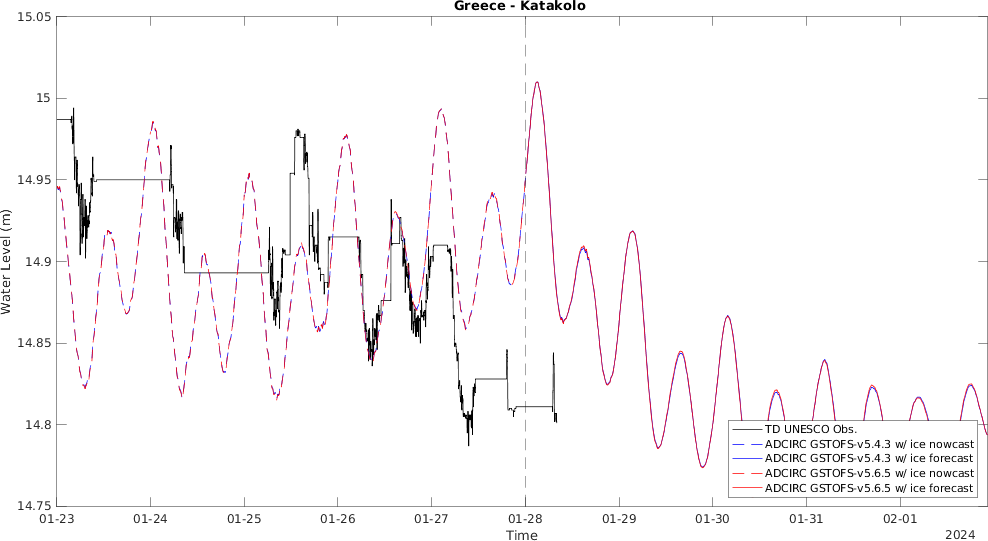 Greece - Katakolo
15.05
15
14.95
14.9
14.85
14.8
14.75
Water Level (m)
TD UNESCO Obs.
ADCIRC GSTOFS-v5.4.3 w/ ice nowcast
ADCIRC GSTOFS-v5.4.3 w/ ice forecast
ADCIRC GSTOFS-v5.6.5 w/ ice nowcast
ADCIRC GSTOFS-v5.6.5 w/ ice forecast
01-23 01-24 01-25 01-26 01-27 01-28 01-29 01-30 01-31 02-01
Time
2024